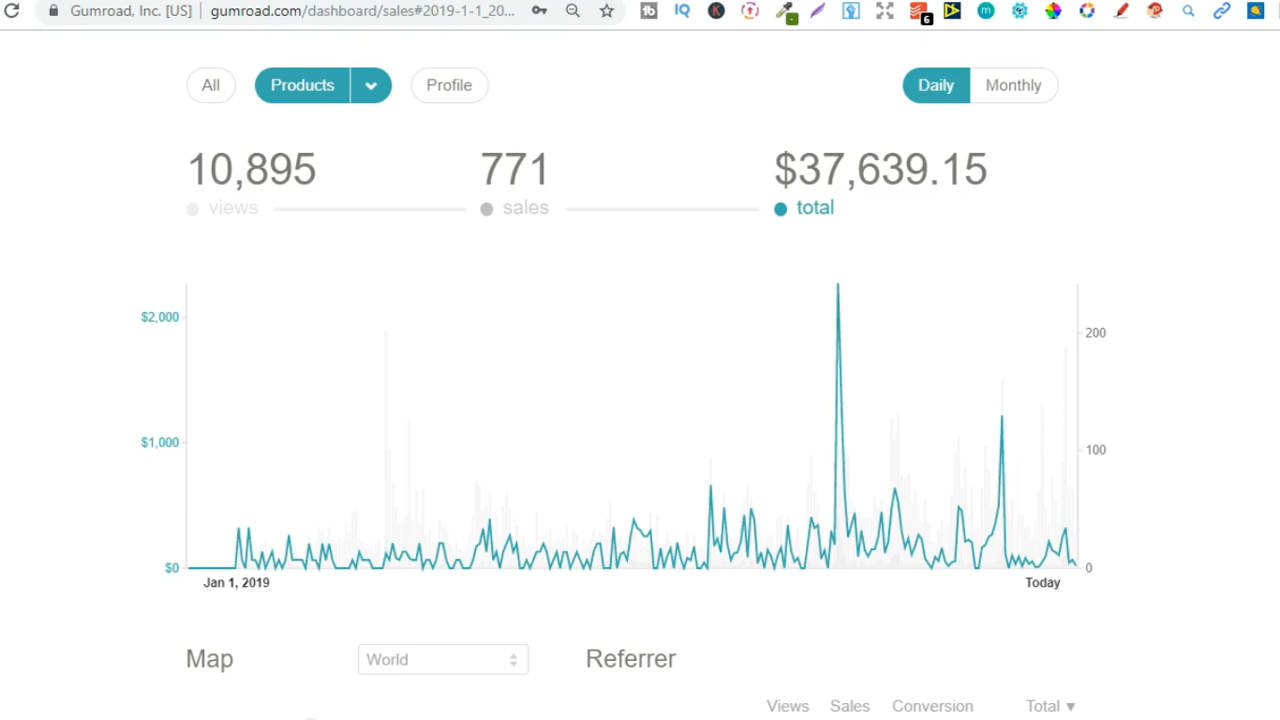 Gumroad, Inc. [US] | gumroad.com/dashboard/sales#2019-1-1_20...
All Products Profile Daily Monthly
10,895 771 $37,639.15
views sales total
$2,000
200
$1,000
100
$0 0
Jan 1, 2019 Today
Map World Referrer
Views Sales Conversion Total ▼